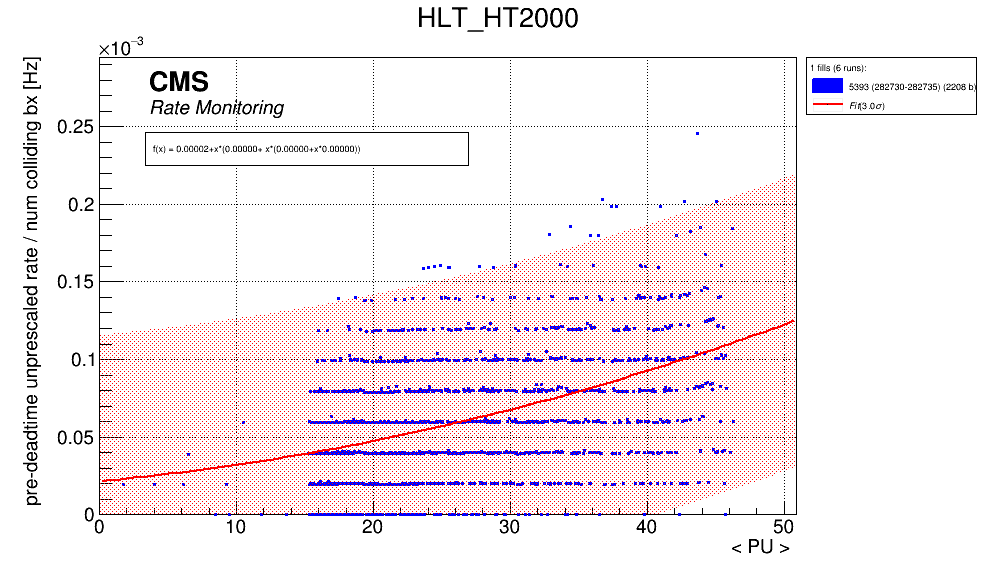 HLT_HT2000
×10⁻³
CMS
Rate Monitoring
f(x) = 0.00002+x*(0.00000+ x*(0.00000+x*0.00000))
1 fills (6 runs):
5393 (282730-282735) (2208 b)
Fit(3.0σ)
pre-deadtime unprescaled rate / num colliding bx [Hz]
0.25
0.2
0.15
0.1
0.05
0
0 10 20 30 40 50
< PU >